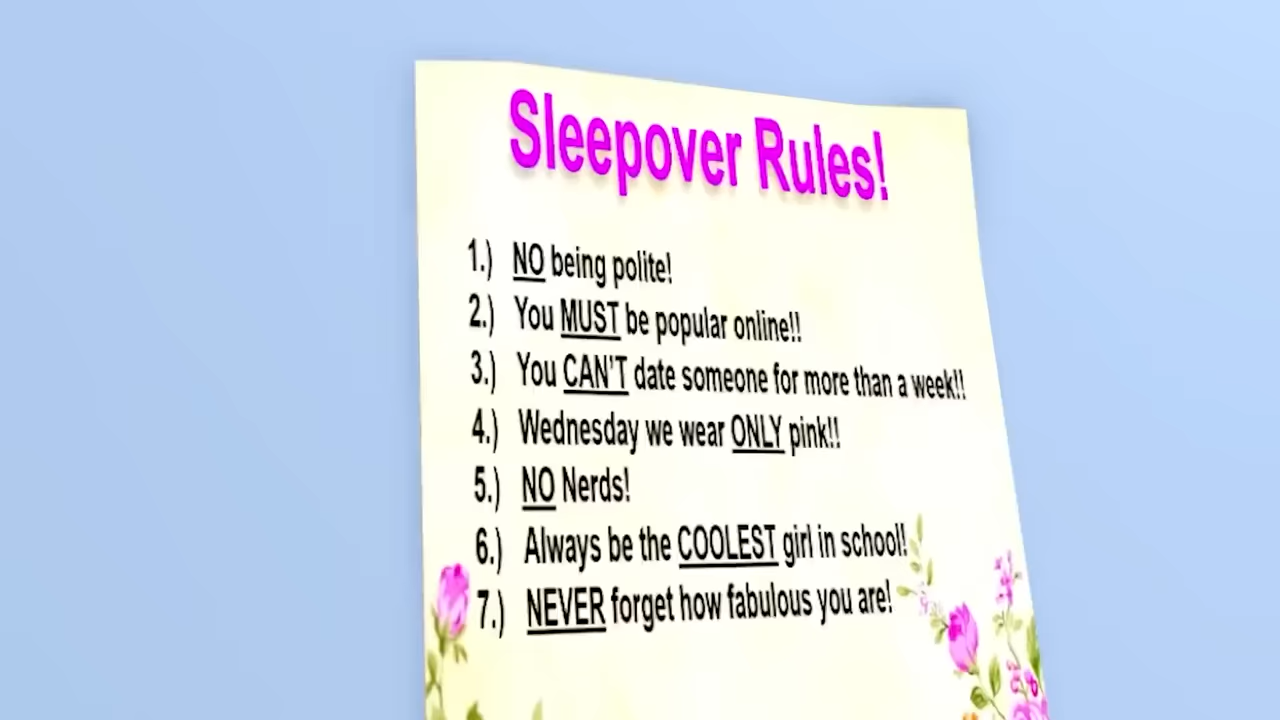 Sleepover Rules!
1.) NO being polite!
2.) You MUST be popular online!!
3.) You CAN'T date someone for more than a week!!
4.) Wednesday we wear ONLY pink!!
5.) NO Nerds!
6.) Always be the COOLEST girl in school!
7.) NEVER forget how fabulous you are!